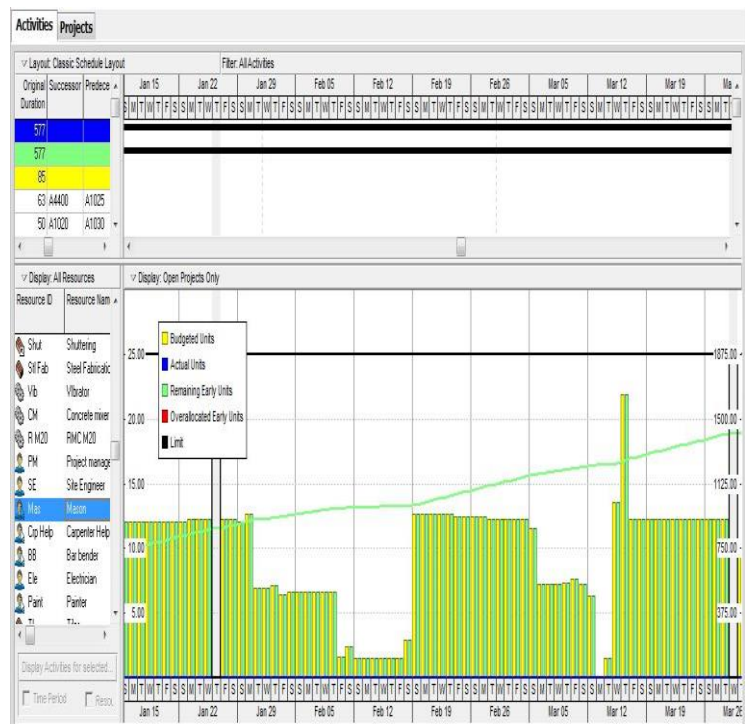 Activities Projects
Layout: Classic Schedule Layout Filter: All Activities
Original Successor Predece Jan 15 Jan 22 Jan 29 Feb 05 Feb 12 Feb 19 Feb 26 Mar 05 Mar 12 Mar 19 Ma
Duration S M T W T F S S M T W T F S S M T W T F S S M T W T F S S M T W T F S S M T W T F S S M T W T F S S M T W T F S S M T W T F S S M T W T F S S M T
577
577
85
63 A4400 A1025
50 A1020 A1030
Display: All Resources Display: Open Projects Only
Resource ID Resource Nam
Shut Shuttering
Stl Fab Steel Fabricatic
Vib Vibrator
CM Concrete mixer
R M20 RMC M20
PM Project manage
SE Site Engineer
Mas Mason
Crp Help Carpenter Help
BB Bar bender
Ele Electrician
Paint Painter
Budgeted Units
Actual Units
Remaining Early Units
Overallocated Early Units
Limit
25.00 1875.00
20.00 1500.00
15.00 1125.00
10.00 750.00
5.00 375.00
Display Activities for selected...
Time Period Resou
S M T W T F S S M T W T F S S M T W T F S S M T W T F S S M T W T F S S M T W T F S S M T W T F S S M T W T F S S M T W T F S S M T W T F S S M T W
Jan 15 Jan 22 Jan 29 Feb 05 Feb 12 Feb 19 Feb 26 Mar 05 Mar 12 Mar 19 Mar 26